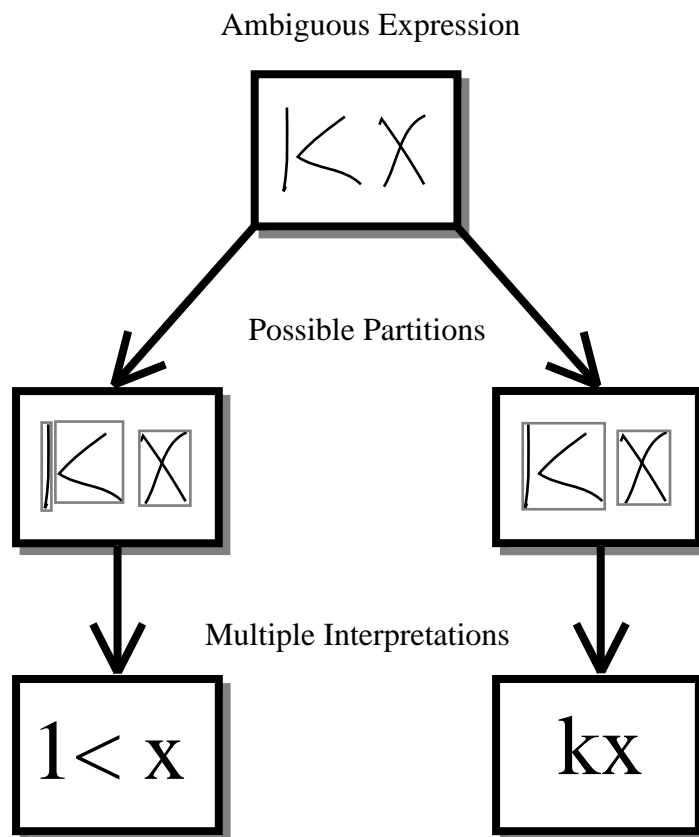 Ambiguous Expression
K x
Possible Partitions
K x K x
Multiple Interpretations
1< x kx